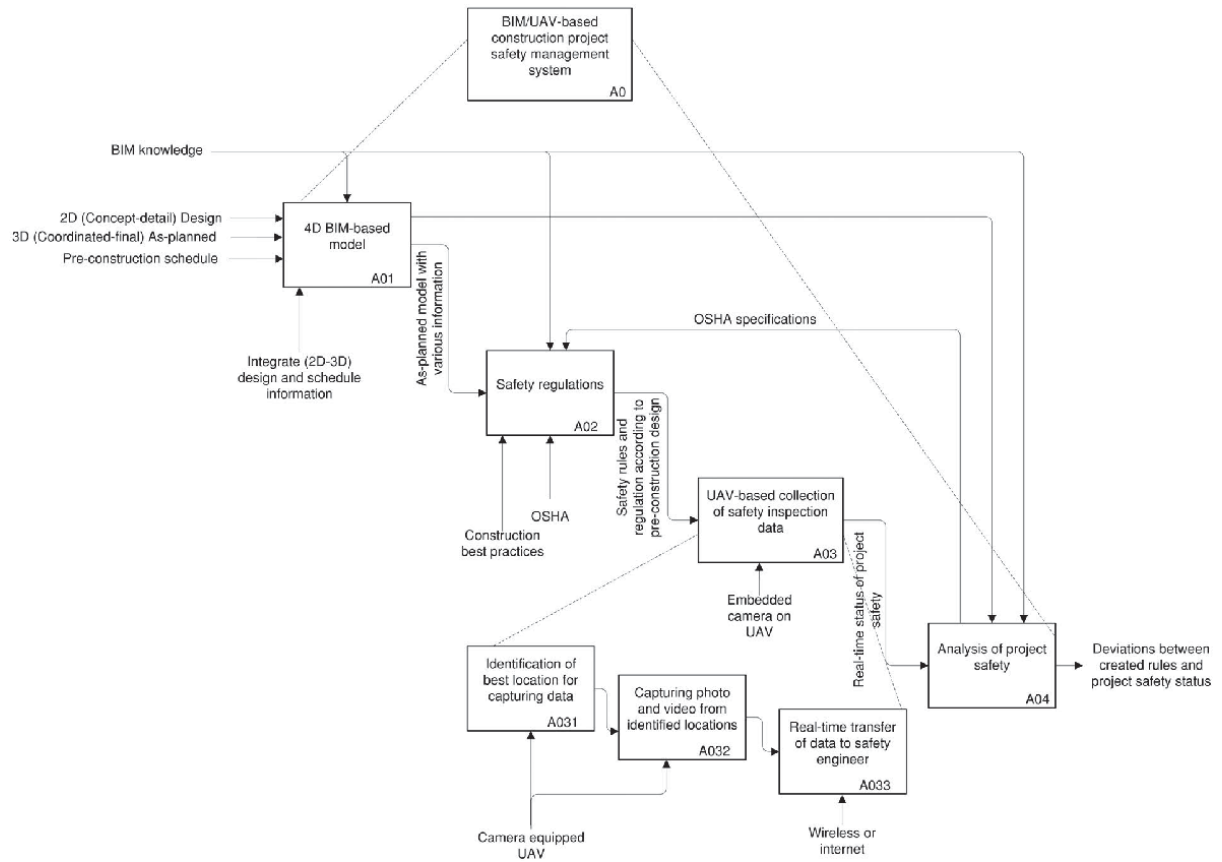 BIM/UAV-based
construction project
safety management
system
A0
BIM knowledge
2D (Concept-detail) Design
3D (Coordinated-final) As-planned
Pre-construction schedule
4D BIM-based
model
A01
Integrate (2D-3D)
design and schedule
information
As-planned model with
various information
OSHA specifications
Safety regulations
A02
Construction
best practices
OSHA
Safety rules and
regulation according to
pre-construction design
UAV-based collection
of safety inspection
data
A03
Embedded
camera on
UAV
Real-time status of project
safety
Analysis of project
safety
A04
Deviations between
created rules and
project safety status
Identification of
best location for
capturing data
A031
Capturing photo
and video from
identified locations
A032
Real-time transfer
of data to safety
engineer
A033
Camera equipped
UAV
Wireless or
internet